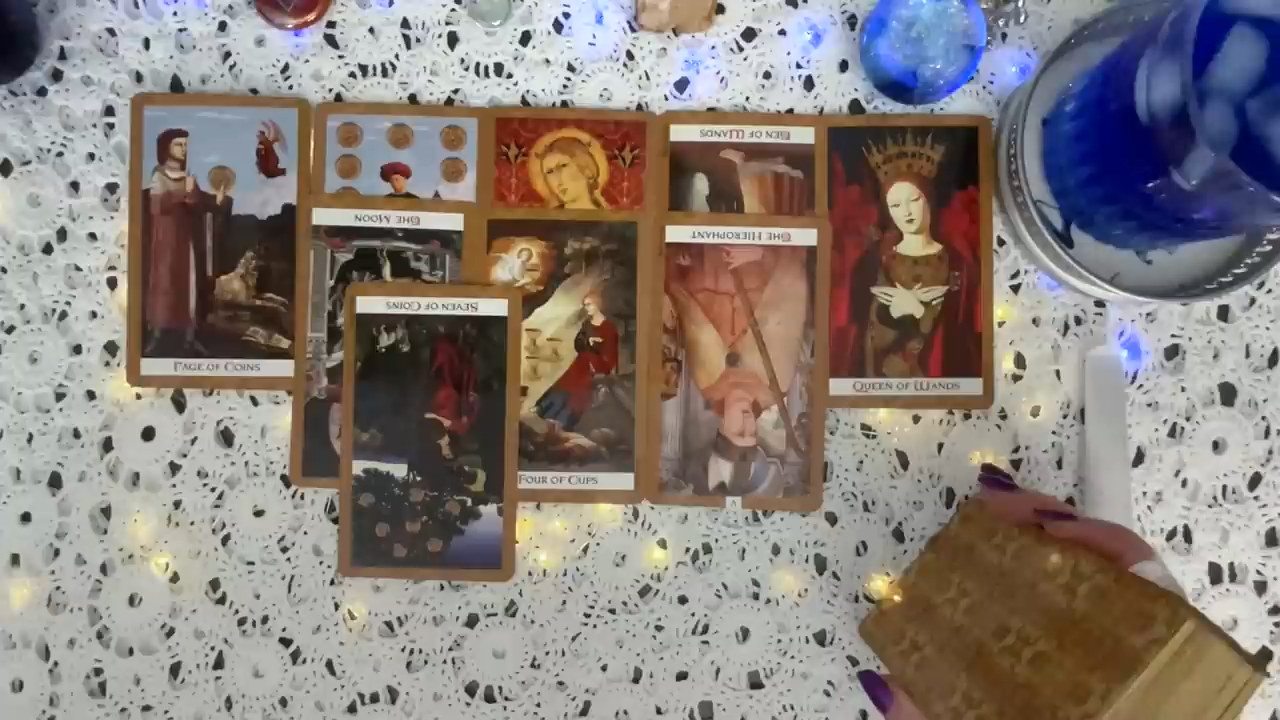 TEN OF WANDS
THE MOON
THE HIEROPHANT
SEVEN OF COINS
PAGE OF COINS
QUEEN OF WANDS
FOUR OF CUPS